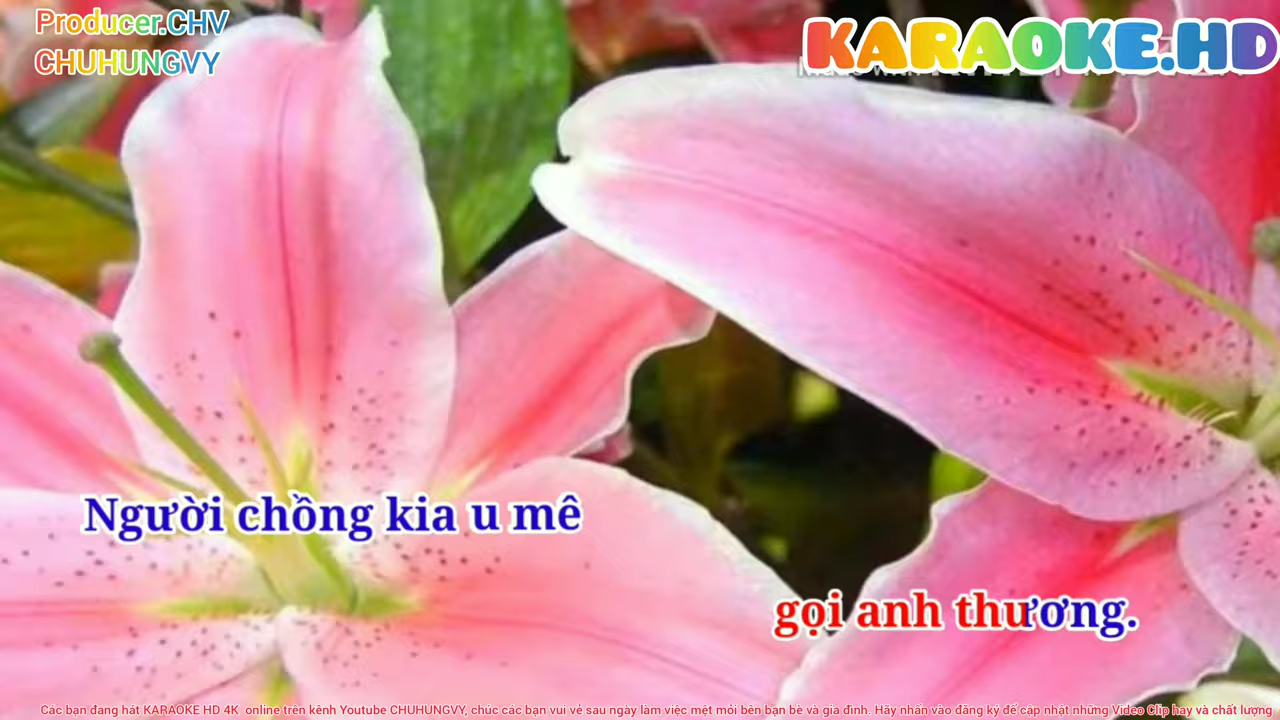 Producer.CHV
CHUHUNGVY
KARAOKE.HD
Người chồng kia u mê
gọi anh thương.
Các bạn đang hát KARAOKE HD 4K online trên kênh Youtube CHUHUNGVY, chúc các bạn vui vẻ sau ngày làm việc mệt mỏi bên bạn bè và gia đình. Hãy nhấn vào đăng ký để cập nhật những Video Clip hay và chất lượng